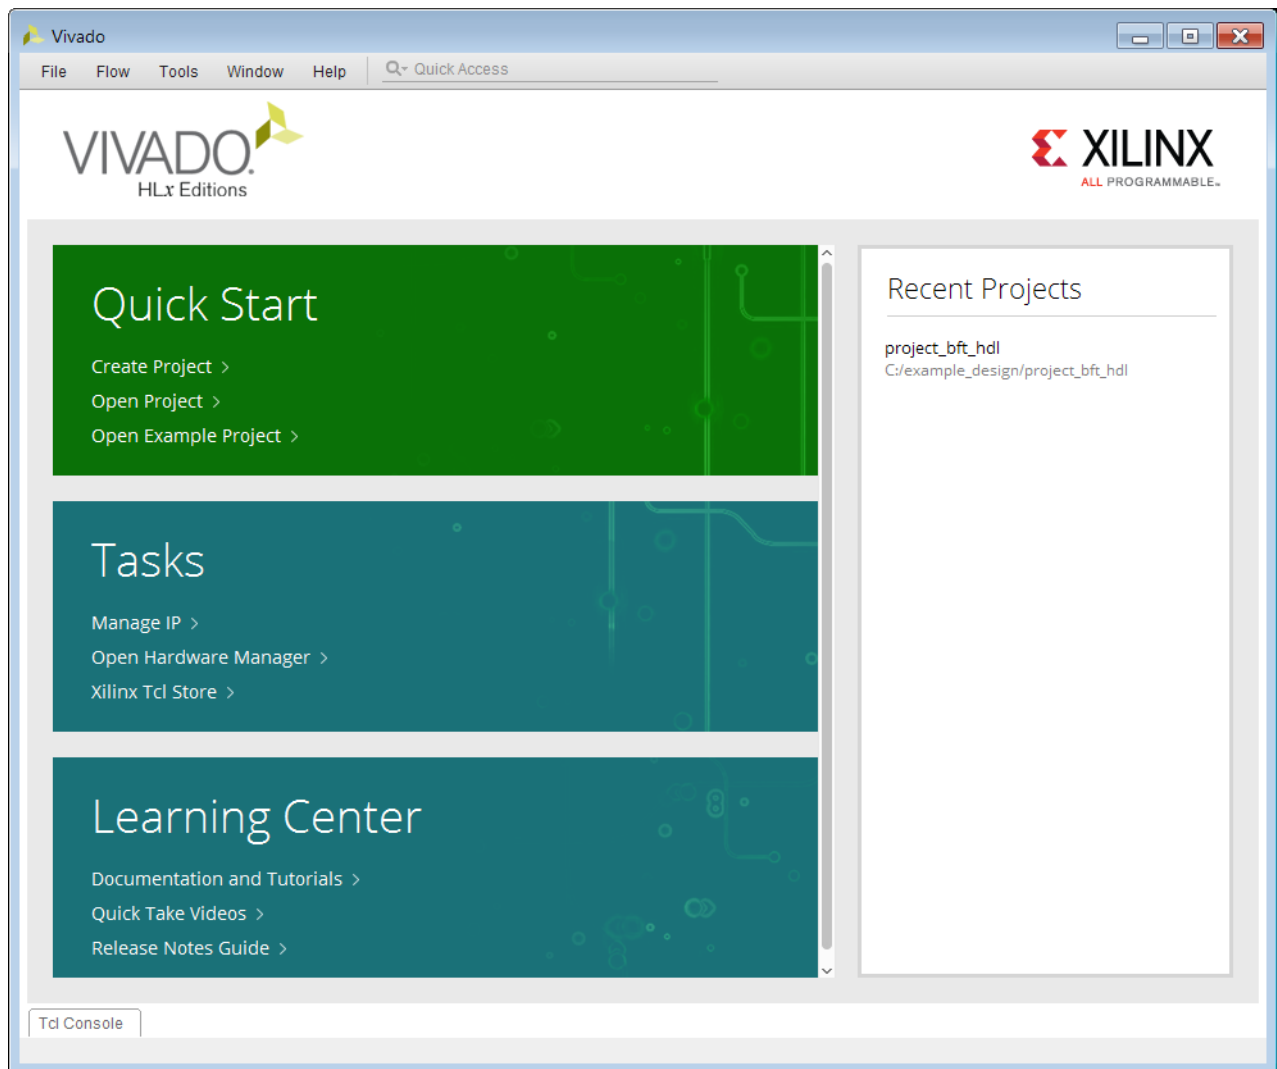 Vivado
File Flow Tools Window Help Quick Access
VIVADO.
HLx Editions
XILINX
ALL PROGRAMMABLE™
Quick Start
Create Project >
Open Project >
Open Example Project >
Tasks
Manage IP >
Open Hardware Manager >
Xilinx Tcl Store >
Learning Center
Documentation and Tutorials >
Quick Take Videos >
Release Notes Guide >
Recent Projects
project_bft_hdl
C:/example_design/project_bft_hdl
Tcl Console